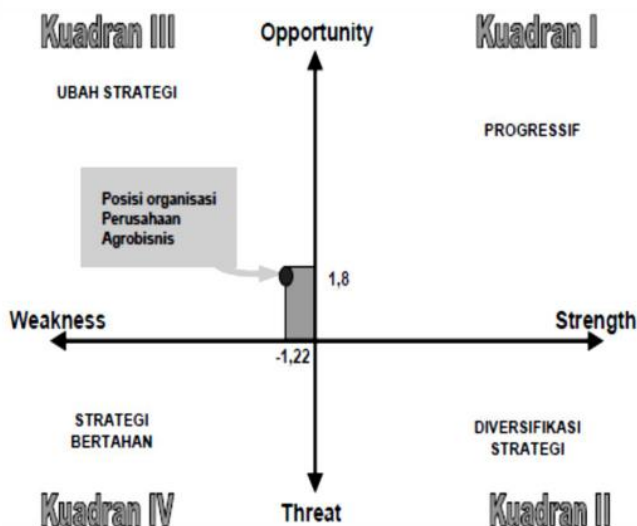 Kuadran III
Opportunity
Kuadran I
UBAH STRATEGI
PROGRESSIF
Posisi organisasi
Perusahaan
Agrobisnis
1,8
Weakness
Strength
-1,22
STRATEGI
BERTAHAN
DIVERSIFIKASI
STRATEGI
Kuadran IV
Threat
Kuadran II